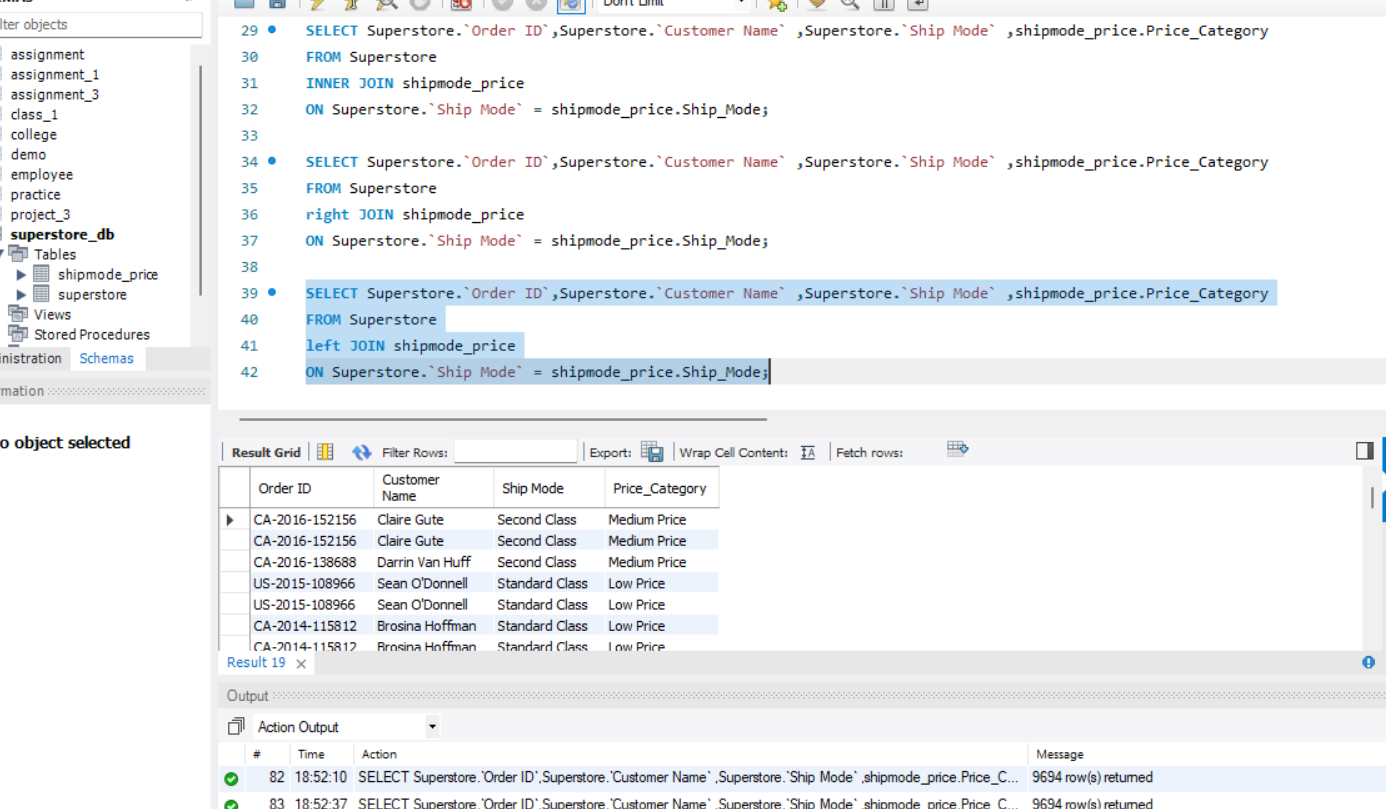 Don't Limit
objects
assignment
assignment_1
assignment_3
class_1
college
demo
employee
practice
project_3
superstore_db
Tables
shipmode_price
superstore
Views
Stored Procedures
Schemas
object selected
29 SELECT Superstore.`Order ID`,Superstore.`Customer Name` ,Superstore.`Ship Mode` ,shipmode_price.Price_Category
30 FROM Superstore
31 INNER JOIN shipmode_price
32 ON Superstore.`Ship Mode` = shipmode_price.Ship_Mode;
33
34 SELECT Superstore.`Order ID`,Superstore.`Customer Name` ,Superstore.`Ship Mode` ,shipmode_price.Price_Category
35 FROM Superstore
36 right JOIN shipmode_price
37 ON Superstore.`Ship Mode` = shipmode_price.Ship_Mode;
38
39 SELECT Superstore.`Order ID`,Superstore.`Customer Name` ,Superstore.`Ship Mode` ,shipmode_price.Price_Category
40 FROM Superstore
41 left JOIN shipmode_price
42 ON Superstore.`Ship Mode` = shipmode_price.Ship_Mode;
Result Grid Filter Rows: Export: Wrap Cell Content: Fetch rows:
Order ID Customer Name Ship Mode Price_Category
CA-2016-152156 Claire Gute Second Class Medium Price
CA-2016-152156 Claire Gute Second Class Medium Price
CA-2016-138688 Darrin Van Huff Second Class Medium Price
US-2015-108966 Sean O'Donnell Standard Class Low Price
US-2015-108966 Sean O'Donnell Standard Class Low Price
CA-2014-115812 Brosina Hoffman Standard Class Low Price
CA-2014-115812 Brosina Hoffman Standard Class Low Price
Result 19
Output
Action Output
# Time Action Message
82 18:52:10 SELECT Superstore.`Order ID`,Superstore.`Customer Name` ,Superstore.`Ship Mode` ,shipmode_price.Price_C... 9694 row(s) returned
83 18:52:37 SELECT Superstore.`Order ID`,Superstore.`Customer Name` ,Superstore.`Ship Mode` ,shipmode_price.Price_C... 9694 row(s) returned